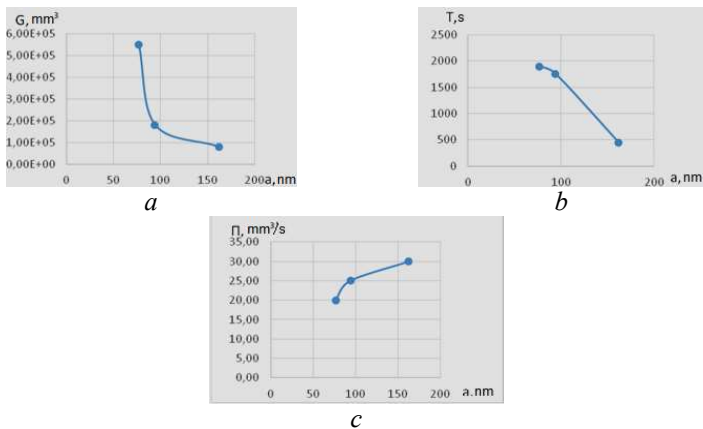 G, mm³
6,00E+05
5,00E+05
4,00E+05
3,00E+05
2,00E+05
1,00E+05
0,00E+00
0 50 100 150 200 a, nm
a
T,s
2500
2000
1500
1000
500
0
0 100 200 a, nm
b
П, mm³/s
35,00
30,00
25,00
20,00
15,00
10,00
5,00
0,00
0 50 100 150 200
a.nm
c